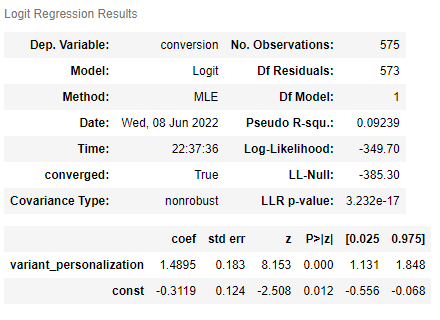 Logit Regression Results
Dep. Variable: conversion No. Observations: 575
Model: Logit Df Residuals: 573
Method: MLE Df Model: 1
Date: Wed, 08 Jun 2022 Pseudo R-squ.: 0.09239
Time: 22:37:36 Log-Likelihood: -349.70
converged: True LL-Null: -385.30
Covariance Type: nonrobust LLR p-value: 3.232e-17
coef std err z P>|z| [0.025 0.975]
variant_personalization 1.4895 0.183 8.153 0.000 1.131 1.848
const -0.3119 0.124 -2.508 0.012 -0.556 -0.068